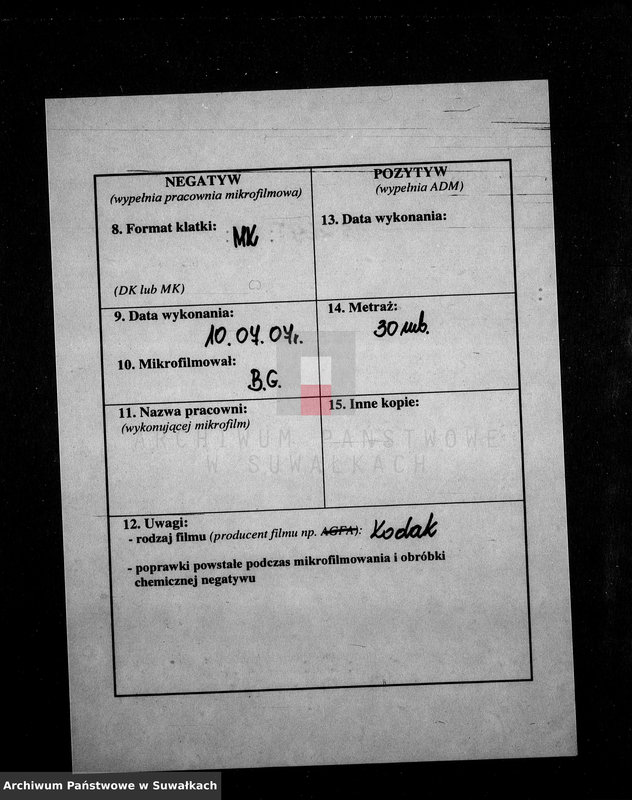 NEGATYW
(wypełnia pracownia mikrofilmowa)
8. Format klatki: MK
(DK lub MK)
9. Data wykonania:
10.07.07r.
10. Mikrofilmował:
B.G.
11. Nazwa pracowni:
(wykonującej mikrofilm)
POZYTYW
(wypełnia ADM)
13. Data wykonania:
14. Metraż:
30 mb.
15. Inne kopie:
ARCHIWUM PAŃSTWOWE
W SUWAŁKACH
12. Uwagi:
- rodzaj filmu (producent filmu np. AGFA): Kodak
- poprawki powstałe podczas mikrofilmowania i obróbki
chemicznej negatywu
Archiwum Państwowe w Suwałkach